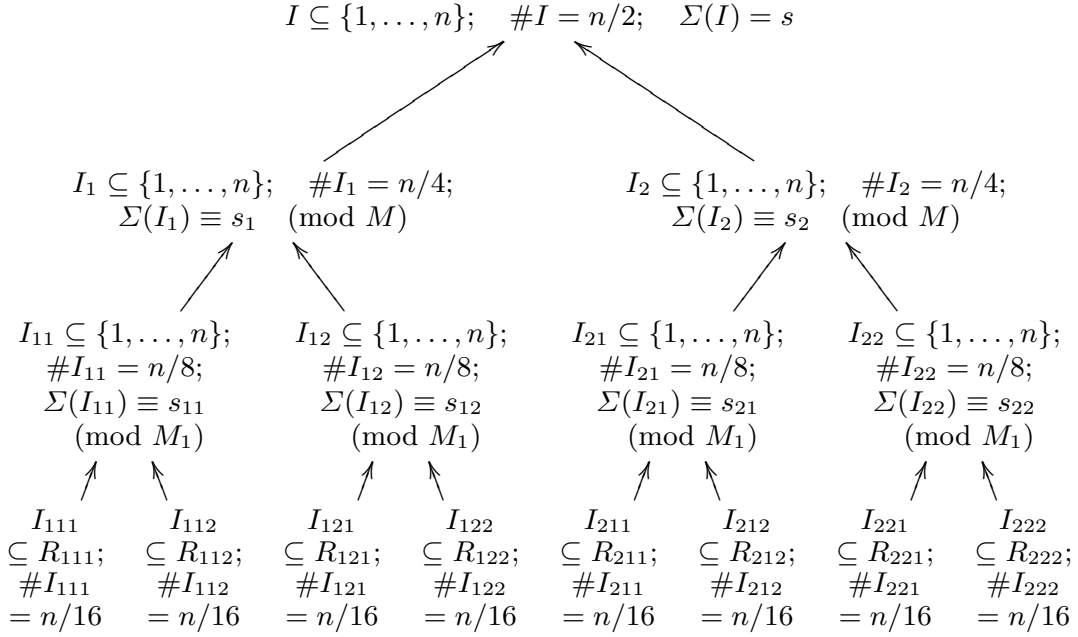 I ⊆ {1, . . . , n};   #I = n/2;   Σ(I) = s
I₁ ⊆ {1, . . . , n};   #I₁ = n/4;   I₂ ⊆ {1, . . . , n};   #I₂ = n/4;
Σ(I₁) ≡ s₁   (mod M)   Σ(I₂) ≡ s₂   (mod M)
I₁₁ ⊆ {1, . . . , n};   I₁₂ ⊆ {1, . . . , n};   I₂₁ ⊆ {1, . . . , n};   I₂₂ ⊆ {1, . . . , n};
#I₁₁ = n/8;   #I₁₂ = n/8;   #I₂₁ = n/8;   #I₂₂ = n/8;
Σ(I₁₁) ≡ s₁₁   Σ(I₁₂) ≡ s₁₂   Σ(I₂₁) ≡ s₂₁   Σ(I₂₂) ≡ s₂₂
(mod M₁)   (mod M₁)   (mod M₁)   (mod M₁)
I₁₁₁   I₁₁₂   I₁₂₁   I₁₂₂   I₂₁₁   I₂₁₂   I₂₂₁   I₂₂₂
⊆ R₁₁₁;   ⊆ R₁₁₂;   ⊆ R₁₂₁;   ⊆ R₁₂₂;   ⊆ R₂₁₁;   ⊆ R₂₁₂;   ⊆ R₂₂₁;   ⊆ R₂₂₂;
#I₁₁₁   #I₁₁₂   #I₁₂₁   #I₁₂₂   #I₂₁₁   #I₂₁₂   #I₂₂₁   #I₂₂₂
= n/16   = n/16   = n/16   = n/16   = n/16   = n/16   = n/16   = n/16